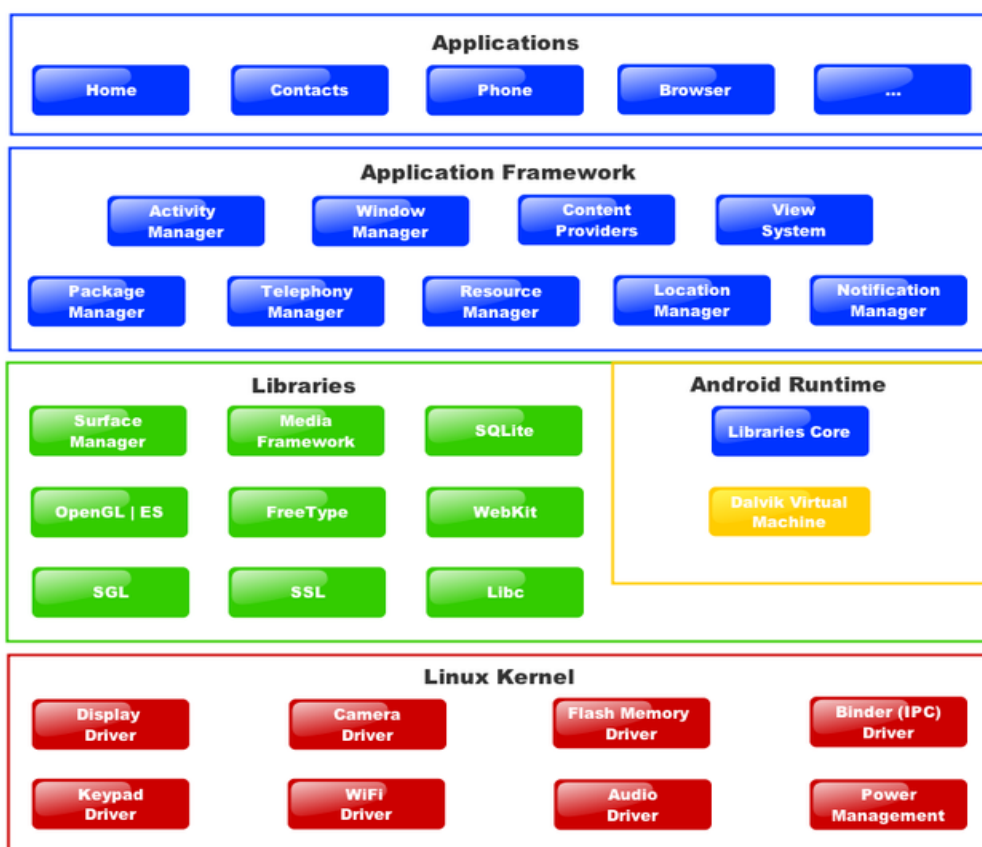 Applications
Home
Contacts
Phone
Browser
...
Application Framework
Activity
Manager
Window
Manager
Content
Providers
View
System
Package
Manager
Telephony
Manager
Resource
Manager
Location
Manager
Notification
Manager
Libraries
Surface
Manager
Media
Framework
SQLite
OpenGL | ES
FreeType
WebKit
SGL
SSL
Libc
Android Runtime
Libraries Core
Dalvik Virtual
Machine
Linux Kernel
Display
Driver
Camera
Driver
Flash Memory
Driver
Binder (IPC)
Driver
Keypad
Driver
WiFi
Driver
Audio
Driver
Power
Management